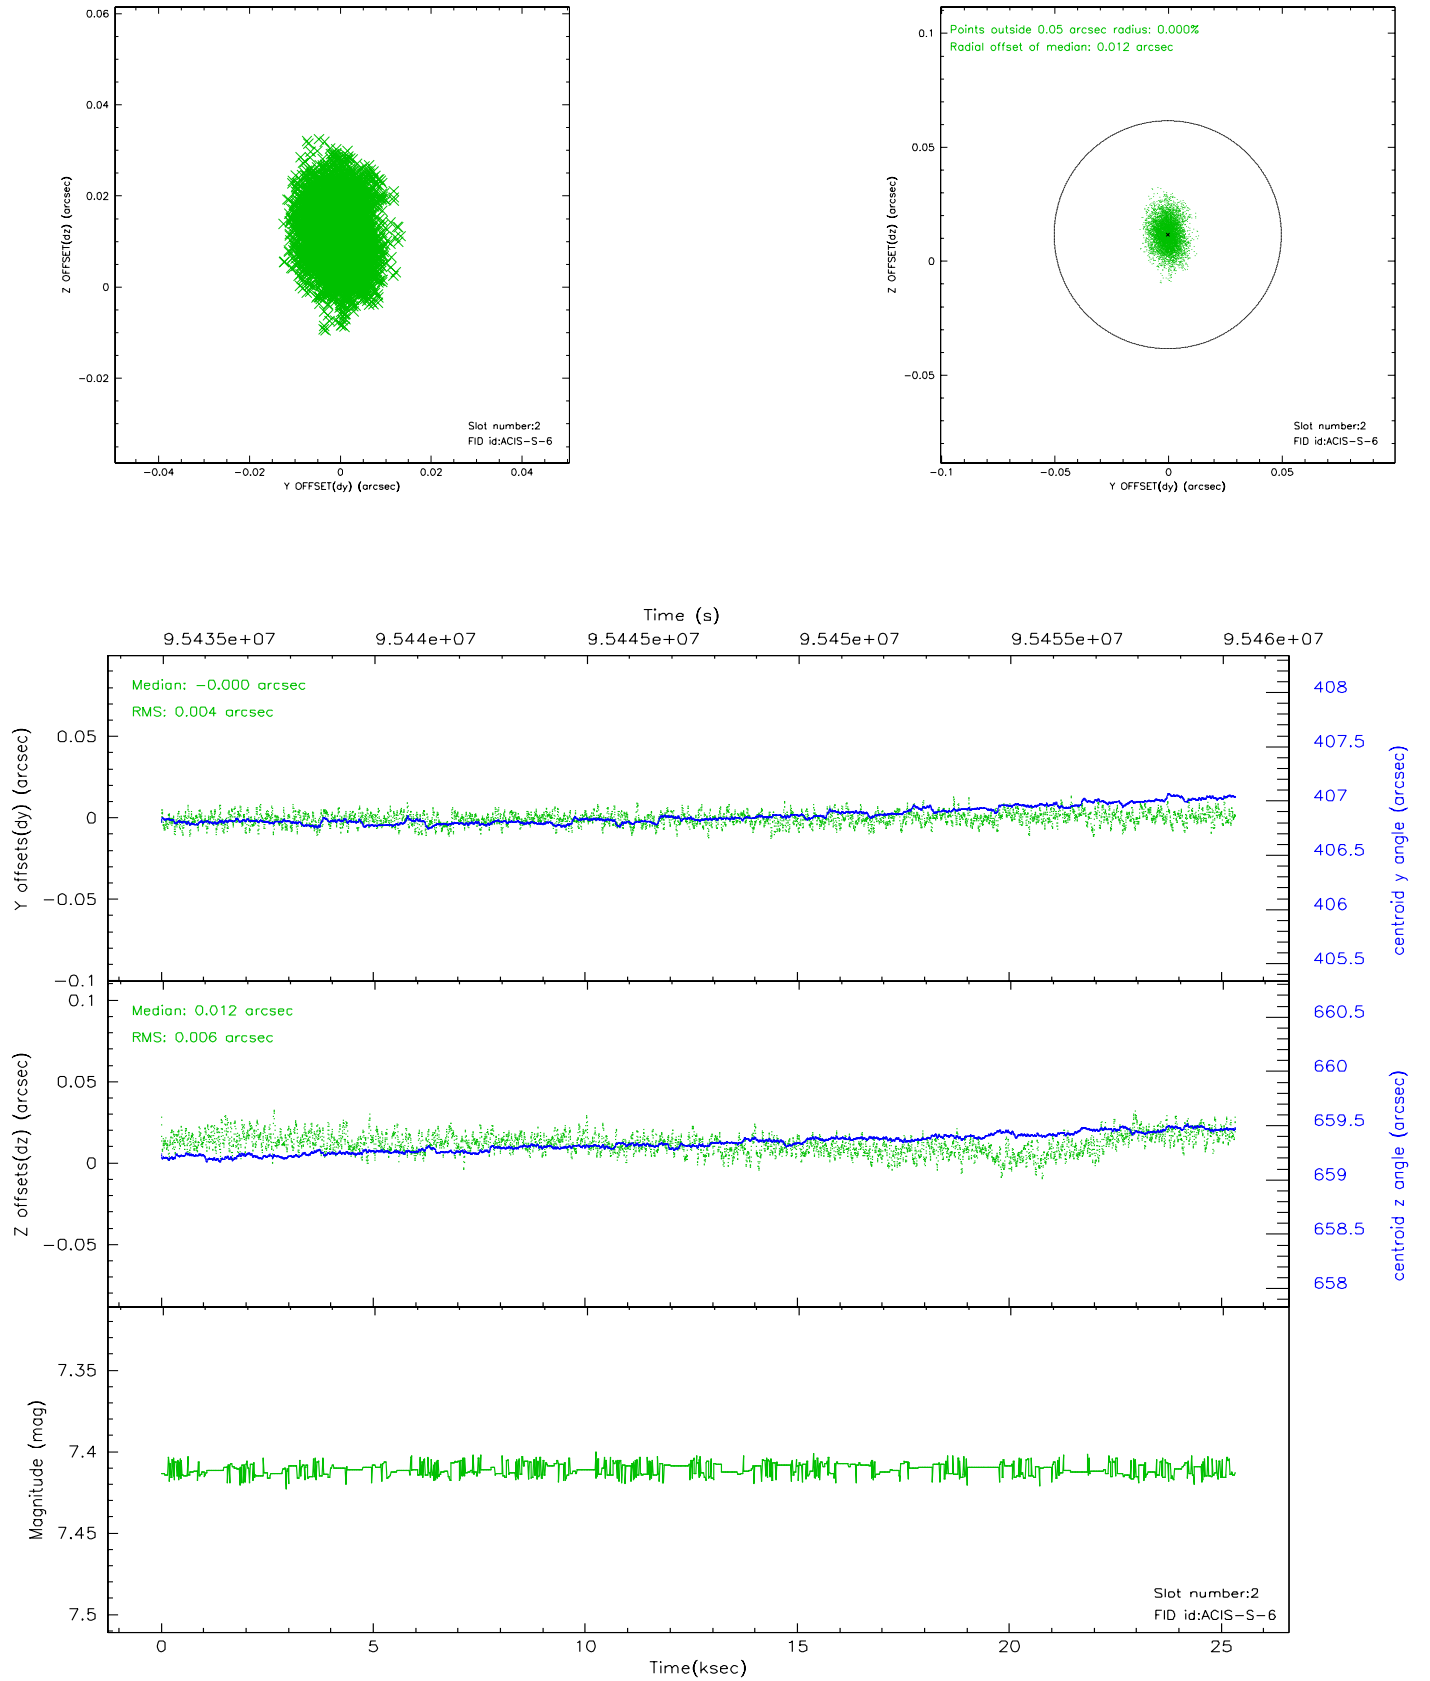 0.06
0.04
0.02
0
-0.02
-0.04
-0.02
0
0.02
0.04
Z OFFSET(dz) (arcsec)
Y OFFSET(dy) (arcsec)
Slot number:2
FID id:ACIS-S-6
Points outside 0.05 arcsec radius: 0.000%
Radial offset of median: 0.012 arcsec
0.1
0.05
0
-0.05
-0.1
-0.05
0
0.05
Z OFFSET(dz) (arcsec)
Y OFFSET(dy) (arcsec)
Slot number:2
FID id:ACIS-S-6
Time (s)
9.5435e+07
9.544e+07
9.5445e+07
9.545e+07
9.5455e+07
9.546e+07
Median: -0.000 arcsec
RMS: 0.004 arcsec
0.05
0
-0.05
-0.1
Y offsets(dy) (arcsec)
408
407.5
407
406.5
406
405.5
centroid y angle (arcsec)
Median: 0.012 arcsec
RMS: 0.006 arcsec
0.1
0.05
0
-0.05
Z offsets(dz) (arcsec)
660.5
660
659.5
659
658.5
658
centroid z angle (arcsec)
7.35
7.4
7.45
7.5
Magnitude (mag)
Slot number:2
FID id:ACIS-S-6
0
5
10
15
20
25
Time(ksec)